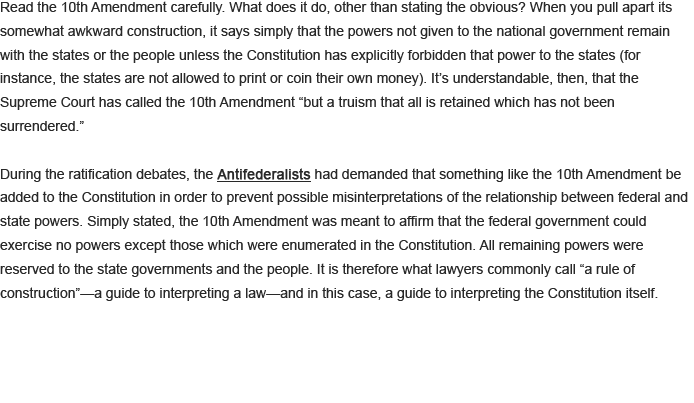 Read the 10th Amendment carefully. What does it do, other than stating the obvious? When you pull apart its
somewhat awkward construction, it says simply that the powers not given to the national government remain
with the states or the people unless the Constitution has explicitly forbidden that power to the states (for
instance, the states are not allowed to print or coin their own money). It’s understandable, then, that the
Supreme Court has called the 10th Amendment “but a truism that all is retained which has not been
surrendered.”
During the ratification debates, the Antifederalists had demanded that something like the 10th Amendment be
added to the Constitution in order to prevent possible misinterpretations of the relationship between federal and
state powers. Simply stated, the 10th Amendment was meant to affirm that the federal government could
exercise no powers except those which were enumerated in the Constitution. All remaining powers were
reserved to the state governments and the people. It is therefore what lawyers commonly call “a rule of
construction”—a guide to interpreting a law—and in this case, a guide to interpreting the Constitution itself.